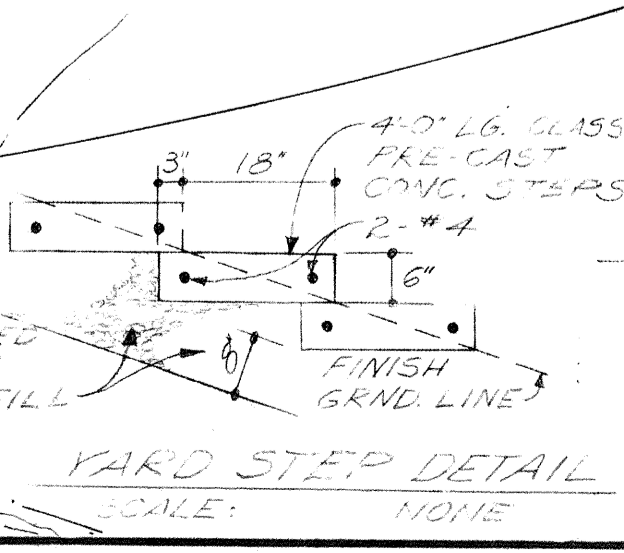 4'-0" LG. CLASS
PRE-CAST
CONC. STEPS
3"
18"
2-#4
6"
FINISH
GRND. LINE
YARD STEP DETAIL
SCALE: NONE